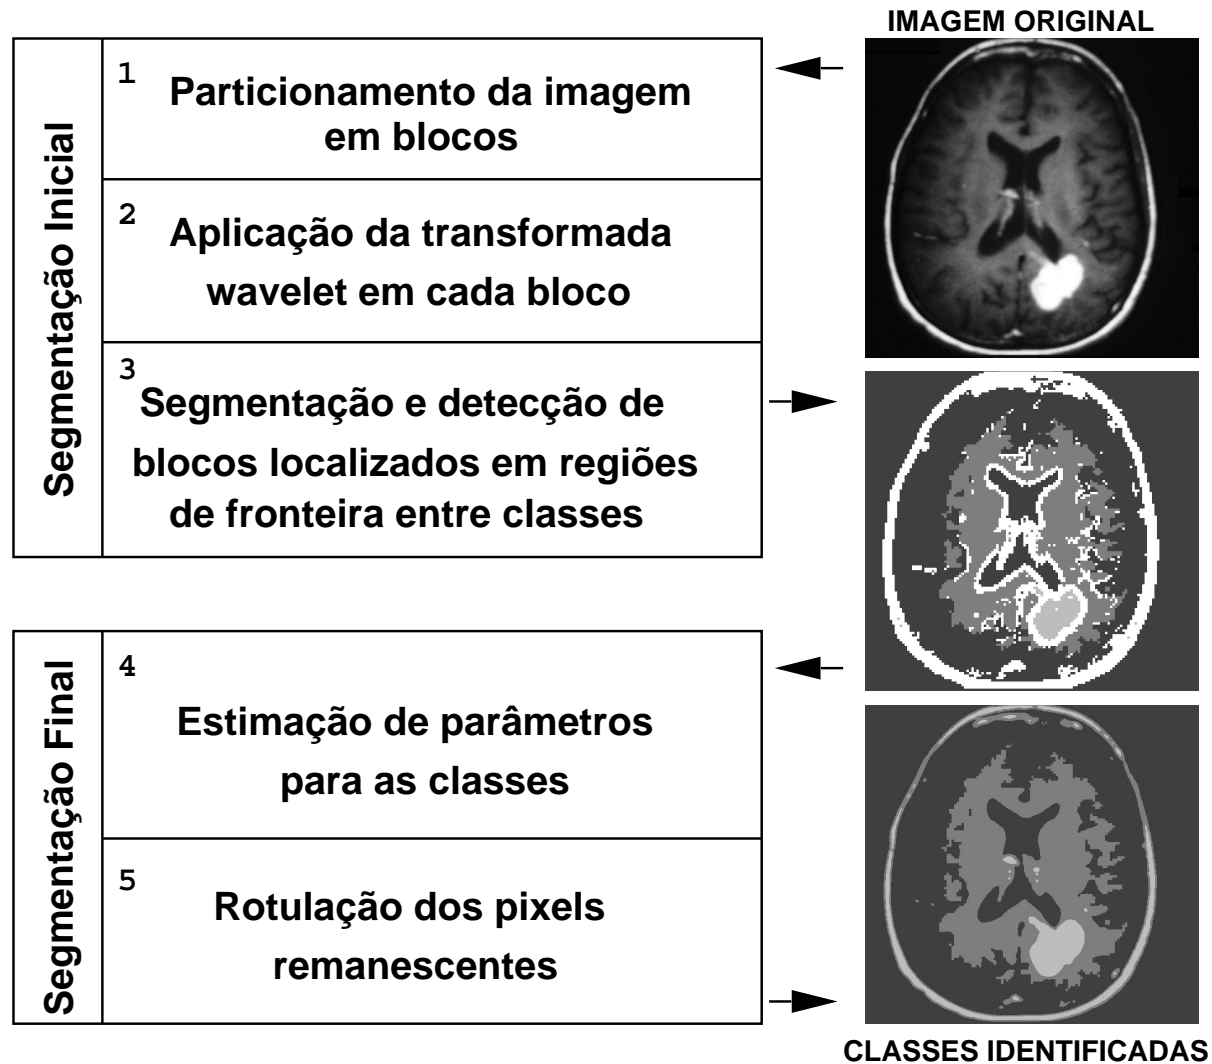 IMAGEM ORIGINAL
Segmentação Inicial
1
Particionamento da imagem
em blocos
2
Aplicação da transformada
wavelet em cada bloco
3
Segmentação e detecção de
blocos localizados em regiões
de fronteira entre classes
Segmentação Final
4
Estimação de parâmetros
para as classes
5
Rotulação dos pixels
remanescentes
CLASSES IDENTIFICADAS